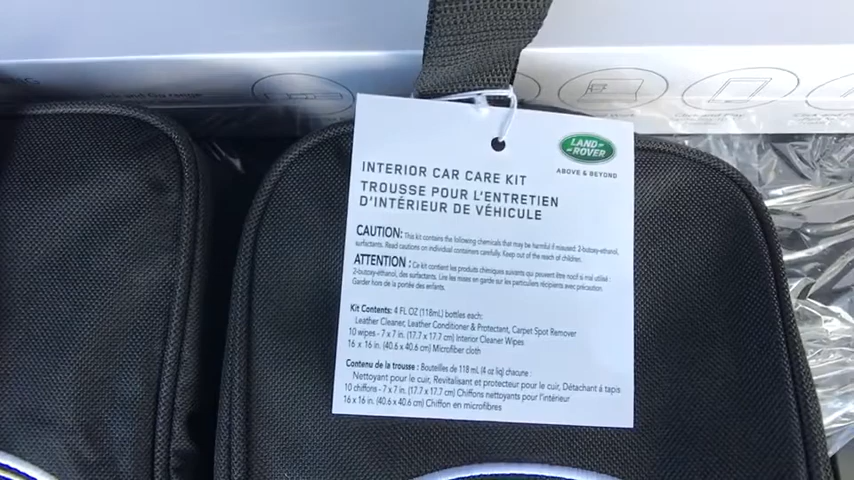 LAND
ROVER
ABOVE & BEYOND
INTERIOR CAR CARE KIT
TROUSSE POUR L'ENTRETIEN
D'INTÉRIEUR DE VÉHICULE
CAUTION: This kit contains the following chemicals that may be harmful if misused: 2-butoxy-ethanol,
surfactants. Read cautions on individual containers carefully. Keep out of the reach of children.
ATTENTION : Ce kit contient les produits chimiques suivants qui peuvent être nocif si mal utilisé :
2-butoxy-éthanol, des surfactants. Lire les mises en garde sur les particuliers récipients avec précaution.
Garder hors de la portée des enfants.
Kit Contents: 4 FL OZ (118mL) bottles each:
Leather Cleaner, Leather Conditioner & Protectant, Carpet Spot Remover
10 wipes - 7 x 7 in. (17.7 x 17.7 cm) Interior Cleaner Wipes
16 x 16 in. (40.6 x 40.6 cm) Microfiber cloth
Contenu de la trousse : Bouteilles de 118 mL (4 oz liq) chacune
Nettoyant pour le cuir, Revitalisant et protecteur pour le cuir, Détachant à tapis
10 chiffons - 7 x 7 in. (17.7 x 17.7 cm) Chiffons nettoyants pour l'intérieur
16 x 16 in. (40.6 x 40.6 cm) Chiffon en microfibres